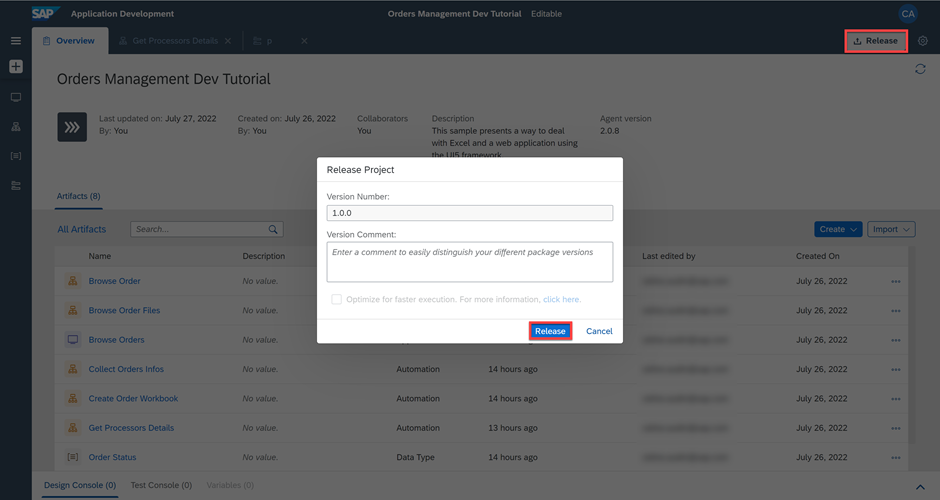 SAP Application Development Orders Management Dev Tutorial Editable CA
Overview Get Processors Details p Release
Orders Management Dev Tutorial
Last updated on: July 27, 2022 Created on: July 26, 2022 Collaborators Description Agent version
By: You By: You You This sample presents a way to deal 2.0.8
with Excel and a web application using
the UI5 framework
Release Project
Version Number:
1.0.0
Version Comment:
Enter a comment to easily distinguish your different package versions
Optimize for faster execution. For more information, click here.
Release Cancel
Artifacts (8)
All Artifacts Search... Create Import
Name Description Last edited by Created On
Browse Order No value. July 26, 2022
Browse Order Files No value. July 26, 2022
Browse Orders No value. July 26, 2022
Collect Orders Infos No value. Automation 14 hours ago July 26, 2022
Create Order Workbook No value. Automation 14 hours ago July 26, 2022
Get Processors Details No value. Automation 13 hours ago July 26, 2022
Order Status No value. Data Type 14 hours ago July 26, 2022
Design Console (0) Test Console (0) Variables (0)